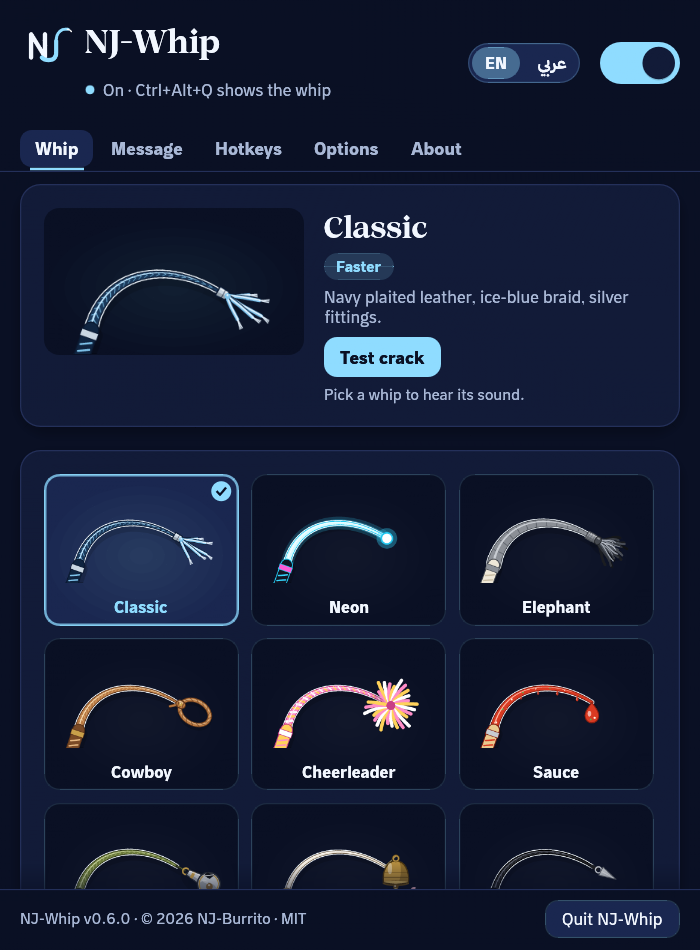 NJ NJ-Whip
On · Ctrl+Alt+Q shows the whip
EN عربي
Whip Message Hotkeys Options About
Classic
Faster
Navy plaited leather, ice-blue braid, silver
fittings.
Test crack
Pick a whip to hear its sound.
Classic Neon Elephant
Cowboy Cheerleader Sauce
NJ-Whip v0.6.0 · © 2026 NJ-Burrito · MIT
Quit NJ-Whip